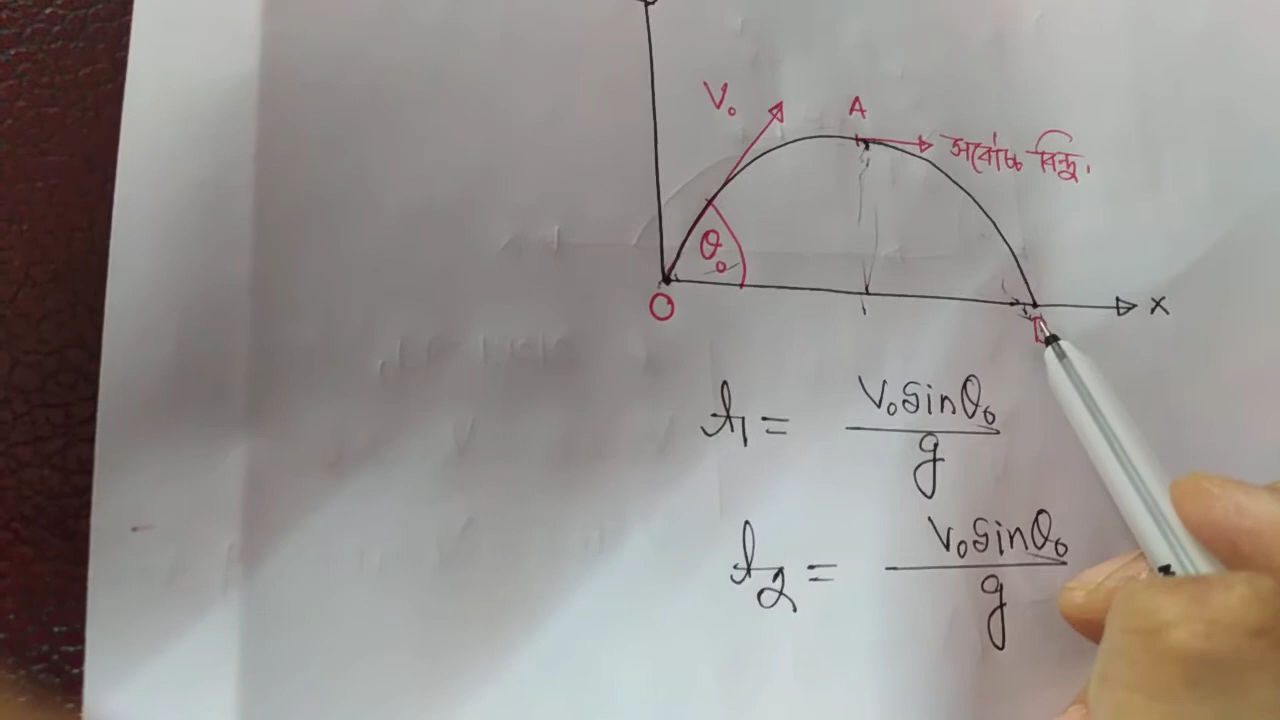 V₀
A
সর্বোচ্চ বিন্দু.
θ₀
O
X
t₁ = V₀sinθ₀ / g
t₂ = V₀sinθ₀ / g